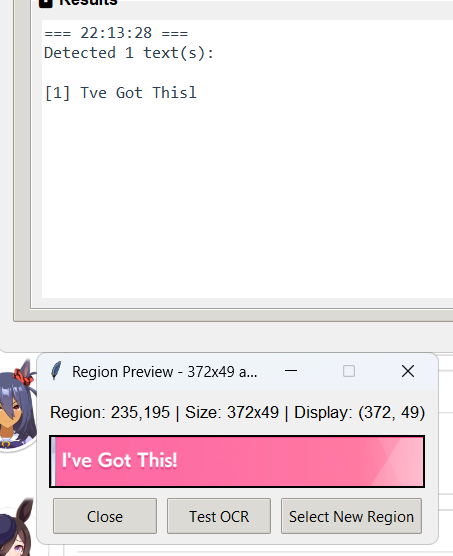 Results
=== 22:13:28 ===
Detected 1 text(s):
[1] Tve Got Thisl
Region Preview - 372x49 a...
Region: 235,195 | Size: 372x49 | Display: (372, 49)
I've Got This!
Close
Test OCR
Select New Region